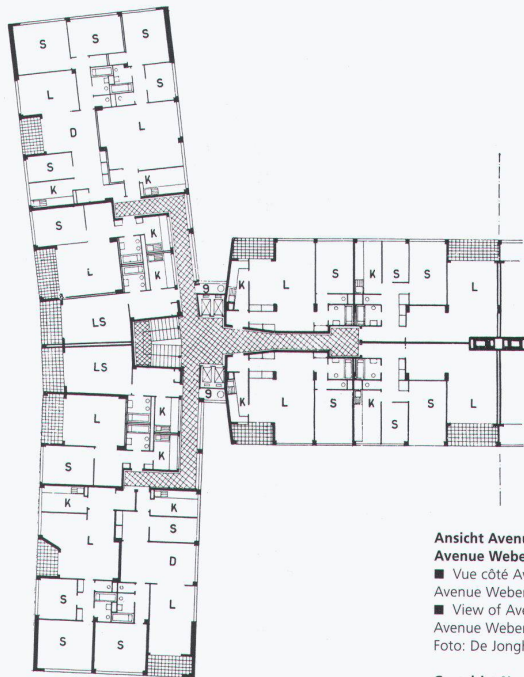 S S S
L S
D L
S
K K
S K
L K
LS
9
LS
9
L K
S K
K K
S
L D
S S L
S S
K L S K S S L
K L S K S S L
Ansicht Avenu
Avenue Weber
■ Vue côté Av
Avenue Weber
■ View of Ave
Avenue Weber
Foto: De Jongh